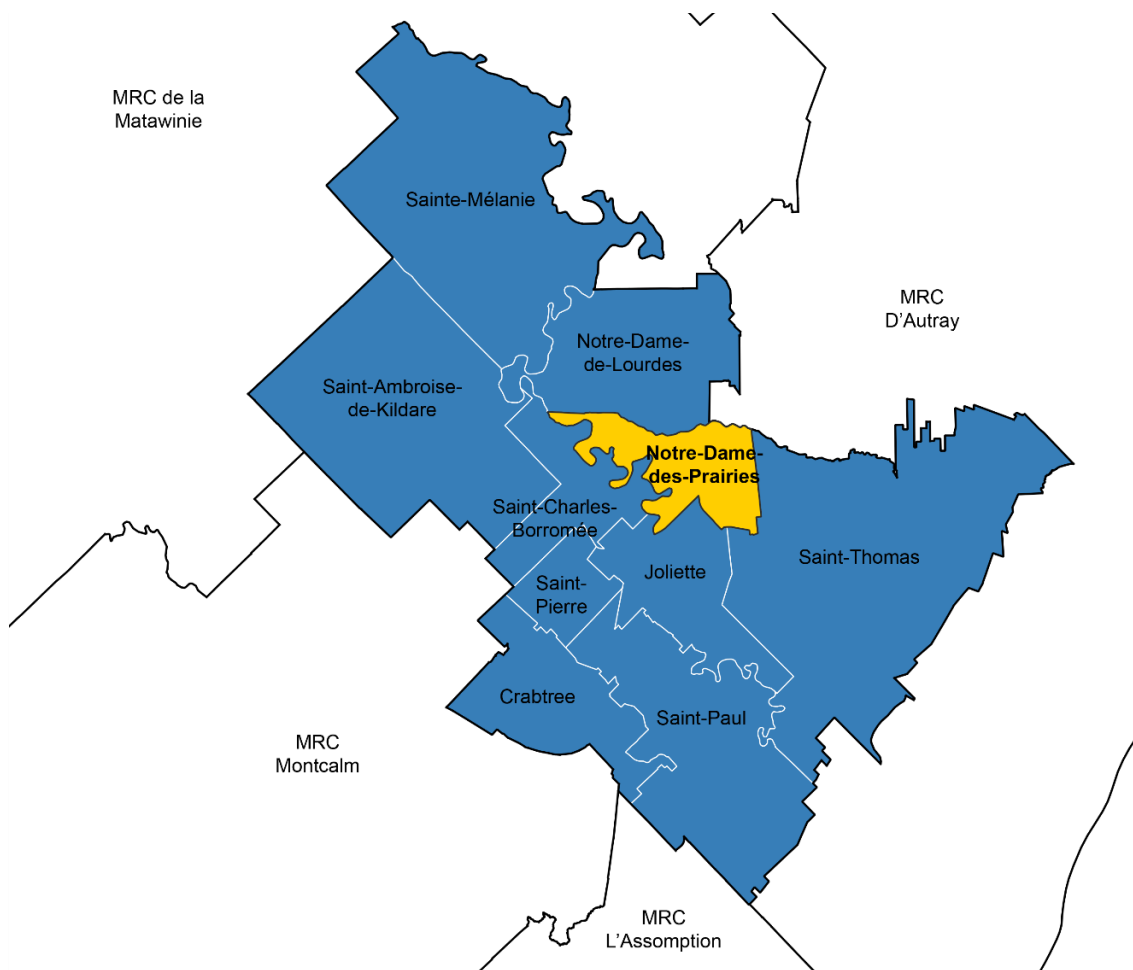 MRC de la
Matawinie
Sainte-Mélanie
MRC
D'Autray
Notre-Dame-
de-Lourdes
Saint-Ambroise-
de-Kildare
Notre-Dame-
des-Prairies
Saint-Charles-
Borromée
Saint-Thomas
Joliette
Saint-
Pierre
Crabtree
Saint-Paul
MRC
Montcalm
MRC
L'Assomption